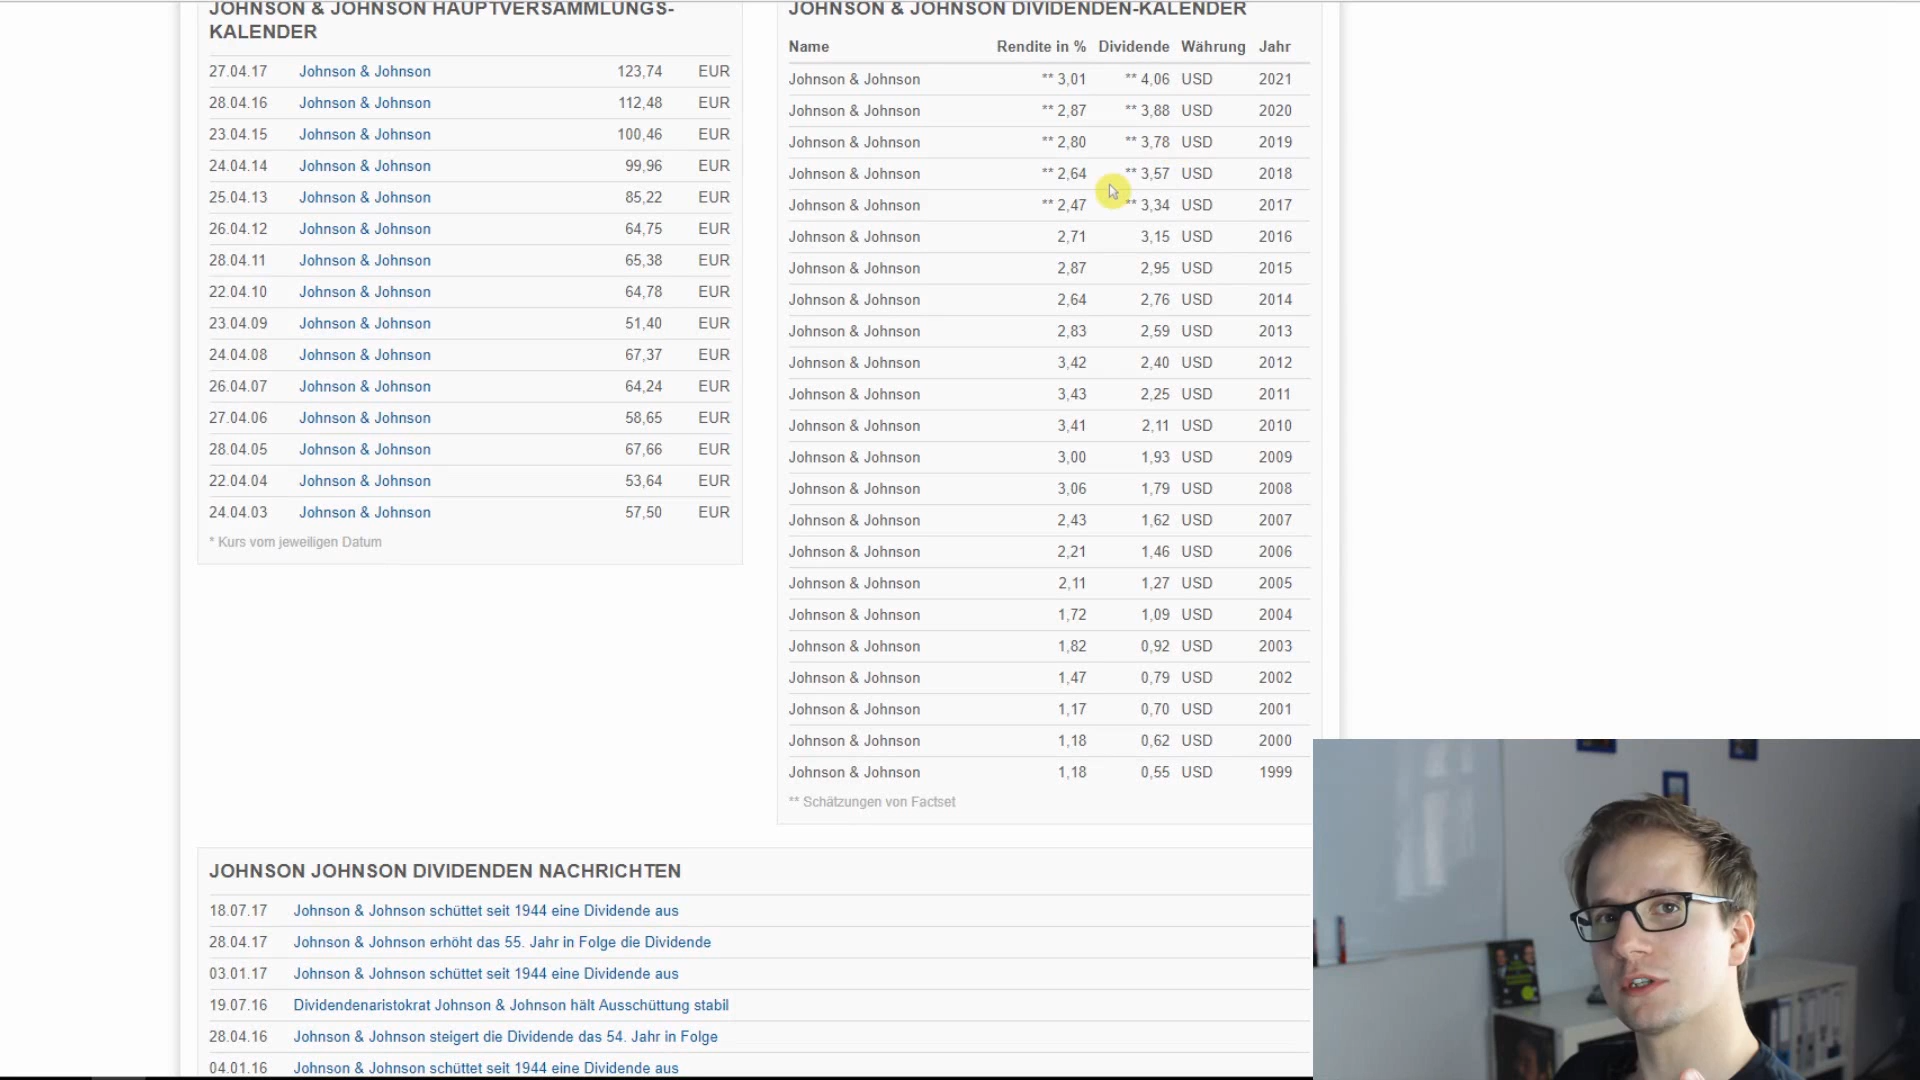 JOHNSON & JOHNSON HAUPTVERSAMMLUNGS-
KALENDER
27.04.17 Johnson & Johnson 123,74 EUR
28.04.16 Johnson & Johnson 112,48 EUR
23.04.15 Johnson & Johnson 100,46 EUR
24.04.14 Johnson & Johnson 99,96 EUR
25.04.13 Johnson & Johnson 85,22 EUR
26.04.12 Johnson & Johnson 64,75 EUR
28.04.11 Johnson & Johnson 65,38 EUR
22.04.10 Johnson & Johnson 64,78 EUR
23.04.09 Johnson & Johnson 51,40 EUR
24.04.08 Johnson & Johnson 67,37 EUR
26.04.07 Johnson & Johnson 64,24 EUR
27.04.06 Johnson & Johnson 58,65 EUR
28.04.05 Johnson & Johnson 67,66 EUR
22.04.04 Johnson & Johnson 53,64 EUR
24.04.03 Johnson & Johnson 57,50 EUR
* Kurs vom jeweiligen Datum
JOHNSON & JOHNSON DIVIDENDEN-KALENDER
Name Rendite in % Dividende Währung Jahr
Johnson & Johnson ** 3,01 ** 4,06 USD 2021
Johnson & Johnson ** 2,87 ** 3,88 USD 2020
Johnson & Johnson ** 2,80 ** 3,78 USD 2019
Johnson & Johnson ** 2,64 ** 3,57 USD 2018
Johnson & Johnson ** 2,47 ** 3,34 USD 2017
Johnson & Johnson 2,71 3,15 USD 2016
Johnson & Johnson 2,87 2,95 USD 2015
Johnson & Johnson 2,64 2,76 USD 2014
Johnson & Johnson 2,83 2,59 USD 2013
Johnson & Johnson 3,42 2,40 USD 2012
Johnson & Johnson 3,43 2,25 USD 2011
Johnson & Johnson 3,41 2,11 USD 2010
Johnson & Johnson 3,00 1,93 USD 2009
Johnson & Johnson 3,06 1,79 USD 2008
Johnson & Johnson 2,43 1,62 USD 2007
Johnson & Johnson 2,21 1,46 USD 2006
Johnson & Johnson 2,11 1,27 USD 2005
Johnson & Johnson 1,72 1,09 USD 2004
Johnson & Johnson 1,82 0,92 USD 2003
Johnson & Johnson 1,47 0,79 USD 2002
Johnson & Johnson 1,17 0,70 USD 2001
Johnson & Johnson 1,18 0,62 USD 2000
Johnson & Johnson 1,18 0,55 USD 1999
** Schätzungen von Factset
JOHNSON JOHNSON DIVIDENDEN NACHRICHTEN
18.07.17 Johnson & Johnson schüttet seit 1944 eine Dividende aus
28.04.17 Johnson & Johnson erhöht das 55. Jahr in Folge die Dividende
03.01.17 Johnson & Johnson schüttet seit 1944 eine Dividende aus
19.07.16 Dividendenaristokrat Johnson & Johnson hält Ausschüttung stabil
28.04.16 Johnson & Johnson steigert die Dividende das 54. Jahr in Folge
04.01.16 Johnson & Johnson schüttet seit 1944 eine Dividende aus